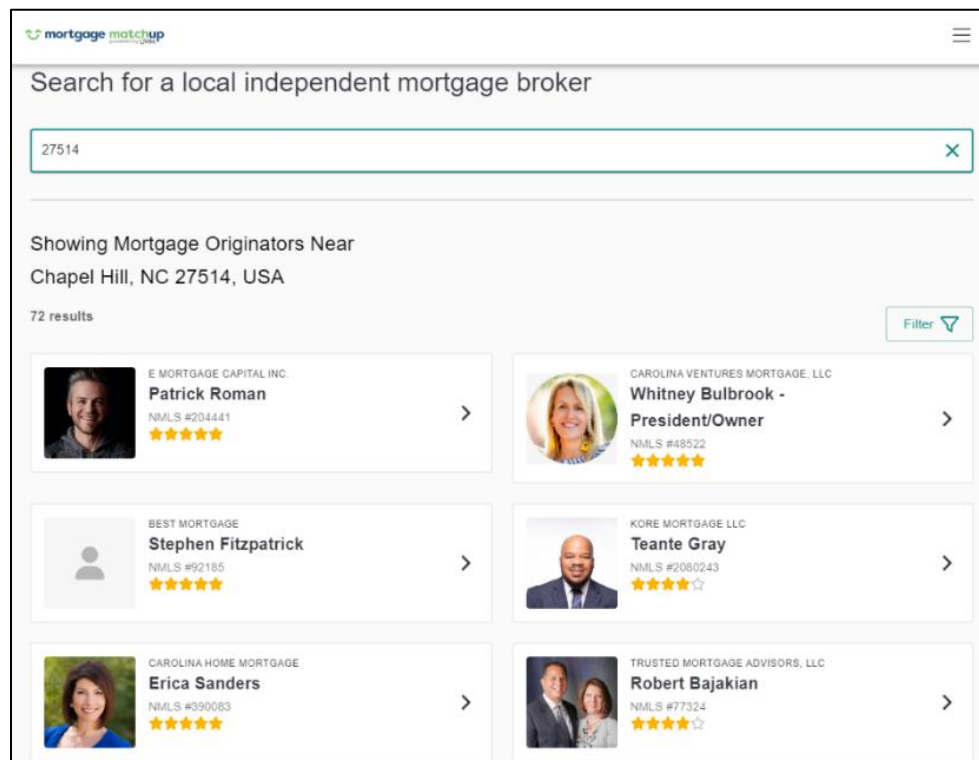 mortgage matchup
powered by UWM
Search for a local independent mortgage broker
27514
Showing Mortgage Originators Near
Chapel Hill, NC 27514, USA
72 results
Filter
E MORTGAGE CAPITAL INC.
Patrick Roman
NMLS #204441
CAROLINA VENTURES MORTGAGE, LLC
Whitney Bulbrook -
President/Owner
NMLS #48522
BEST MORTGAGE
Stephen Fitzpatrick
NMLS #92185
KORE MORTGAGE LLC
Teante Gray
NMLS #2080243
CAROLINA HOME MORTGAGE
Erica Sanders
NMLS #390083
TRUSTED MORTGAGE ADVISORS, LLC
Robert Bajakian
NMLS #77324